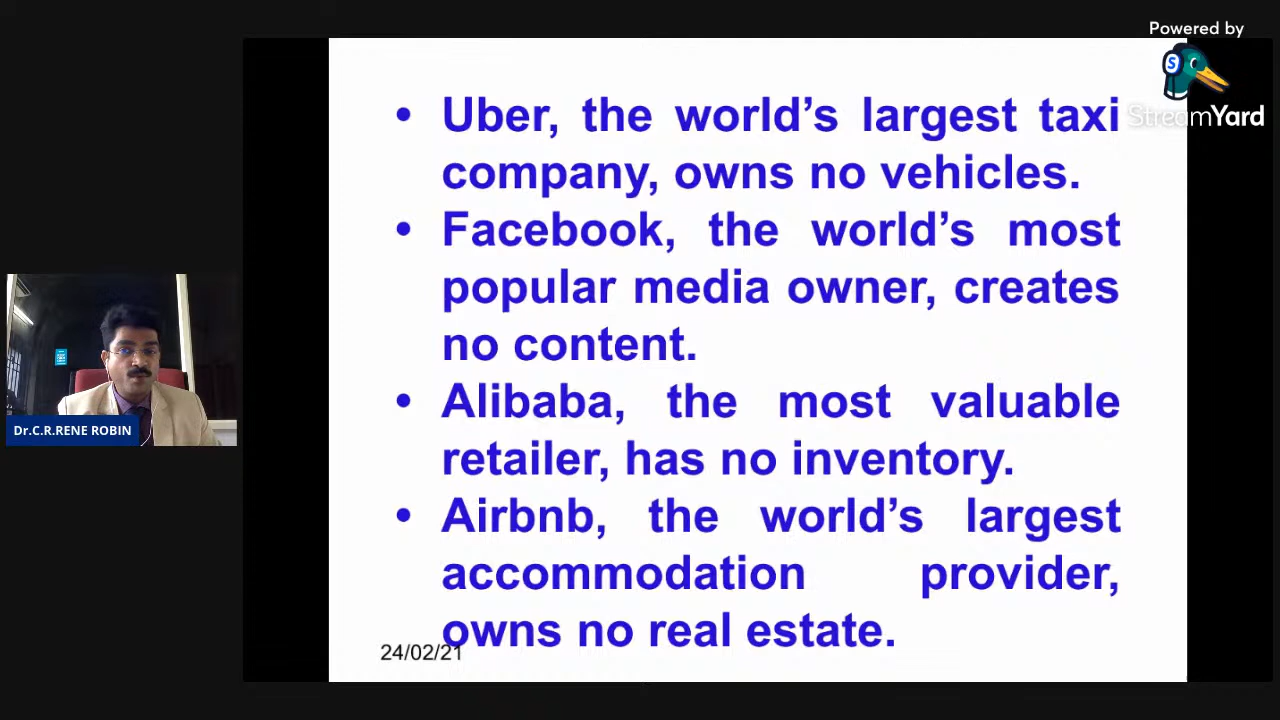 Powered by
StreamYard
• Uber, the world’s largest taxi
company, owns no vehicles.
• Facebook, the world’s most
popular media owner, creates
no content.
• Alibaba, the most valuable
retailer, has no inventory.
• Airbnb, the world’s largest
accommodation provider,
owns no real estate.
24/02/21
Dr.C.R.RENE ROBIN